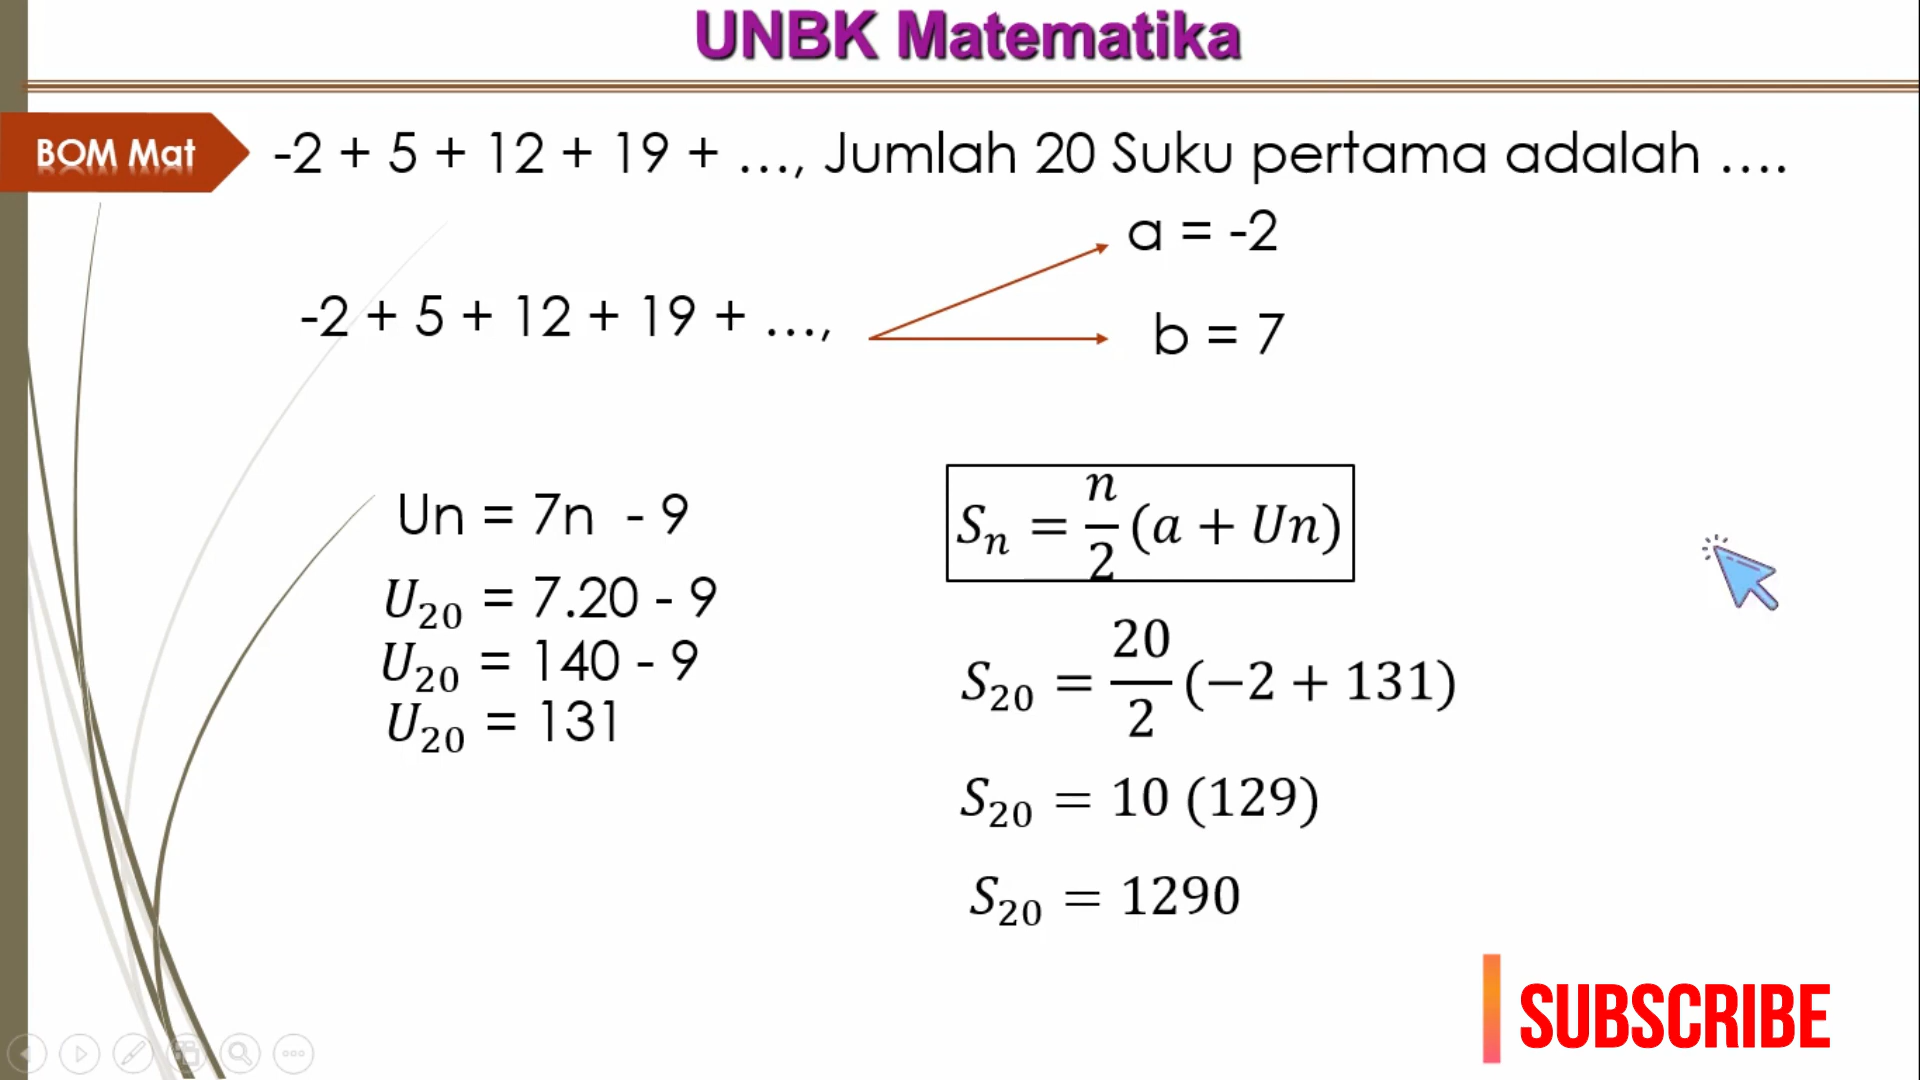 UNBK Matematika
BOM Mat
-2 + 5 + 12 + 19 + ..., Jumlah 20 Suku pertama adalah ....
a = -2
-2 + 5 + 12 + 19 + ...,
b = 7
Un = 7n - 9
U₂₀ = 7.20 - 9
U₂₀ = 140 - 9
U₂₀ = 131
Sₙ = n/2 (a + Un)
S₂₀ = 20/2 (−2 + 131)
S₂₀ = 10 (129)
S₂₀ = 1290
SUBSCRIBE